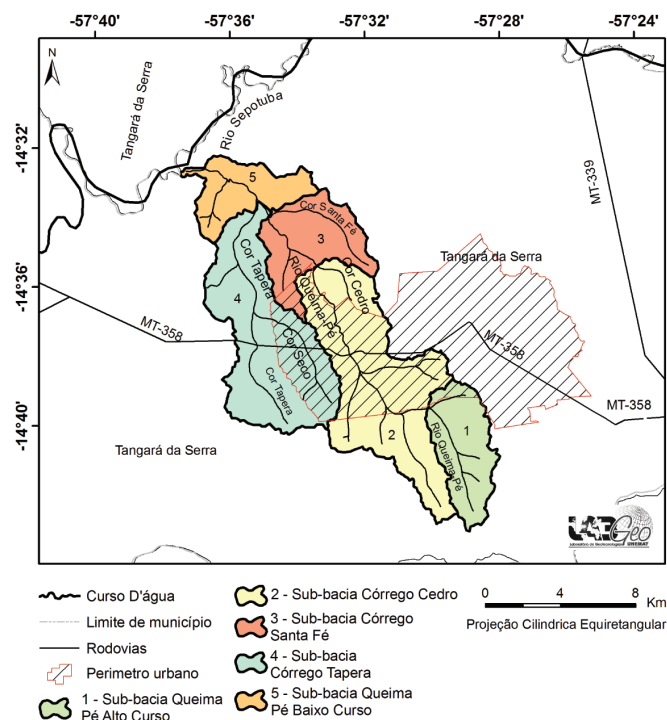 -57°40' -57°36' -57°32' -57°28' -57°24'
N
-14°32'
-14°36'
-14°40'
Tangará da Serra
Rio Sepotuba
MT-339
5
Cor Santa Fé
3
Tangará da Serra
Cor Tapera
Rio Queima-Pé
Cor Cedro
4
MT-358
MT-358
Cor Seco
Cor Tapera
MT-358
Tangará da Serra
2
1
Rio Queima-Pé
Geo
UNEMAT
Curso D'água
Limite de município
Rodovias
Perimetro urbano
1 - Sub-bacia Queima
Pé Alto Curso
2 - Sub-bacia Córrego Cedro
3 - Sub-bacia Córrego
Santa Fé
4 - Sub-bacia
Córrego Tapera
5 - Sub-bacia Queima
Pé Baixo Curso
0 4 8
Km
Projeção Cilindrica Equiretangular